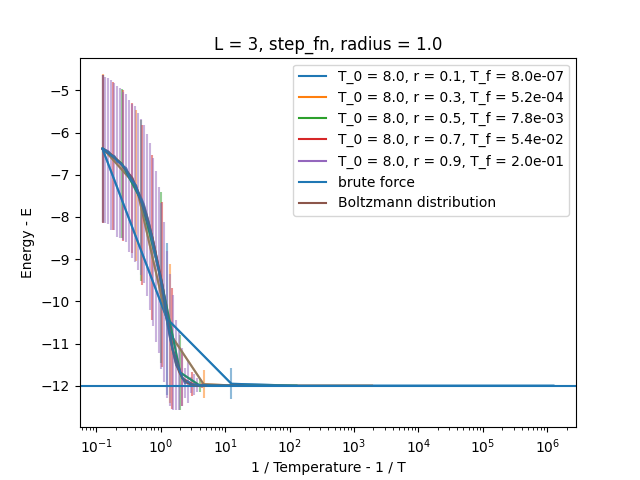 L = 3, step_fn, radius = 1.0
T_0 = 8.0, r = 0.1, T_f = 8.0e-07
T_0 = 8.0, r = 0.3, T_f = 5.2e-04
T_0 = 8.0, r = 0.5, T_f = 7.8e-03
T_0 = 8.0, r = 0.7, T_f = 5.4e-02
T_0 = 8.0, r = 0.9, T_f = 2.0e-01
brute force
Boltzmann distribution
Energy - E
−5
−6
−7
−8
−9
−10
−11
−12
10⁻¹ 10⁰ 10¹ 10² 10³ 10⁴ 10⁵ 10⁶
1 / Temperature - 1 / T